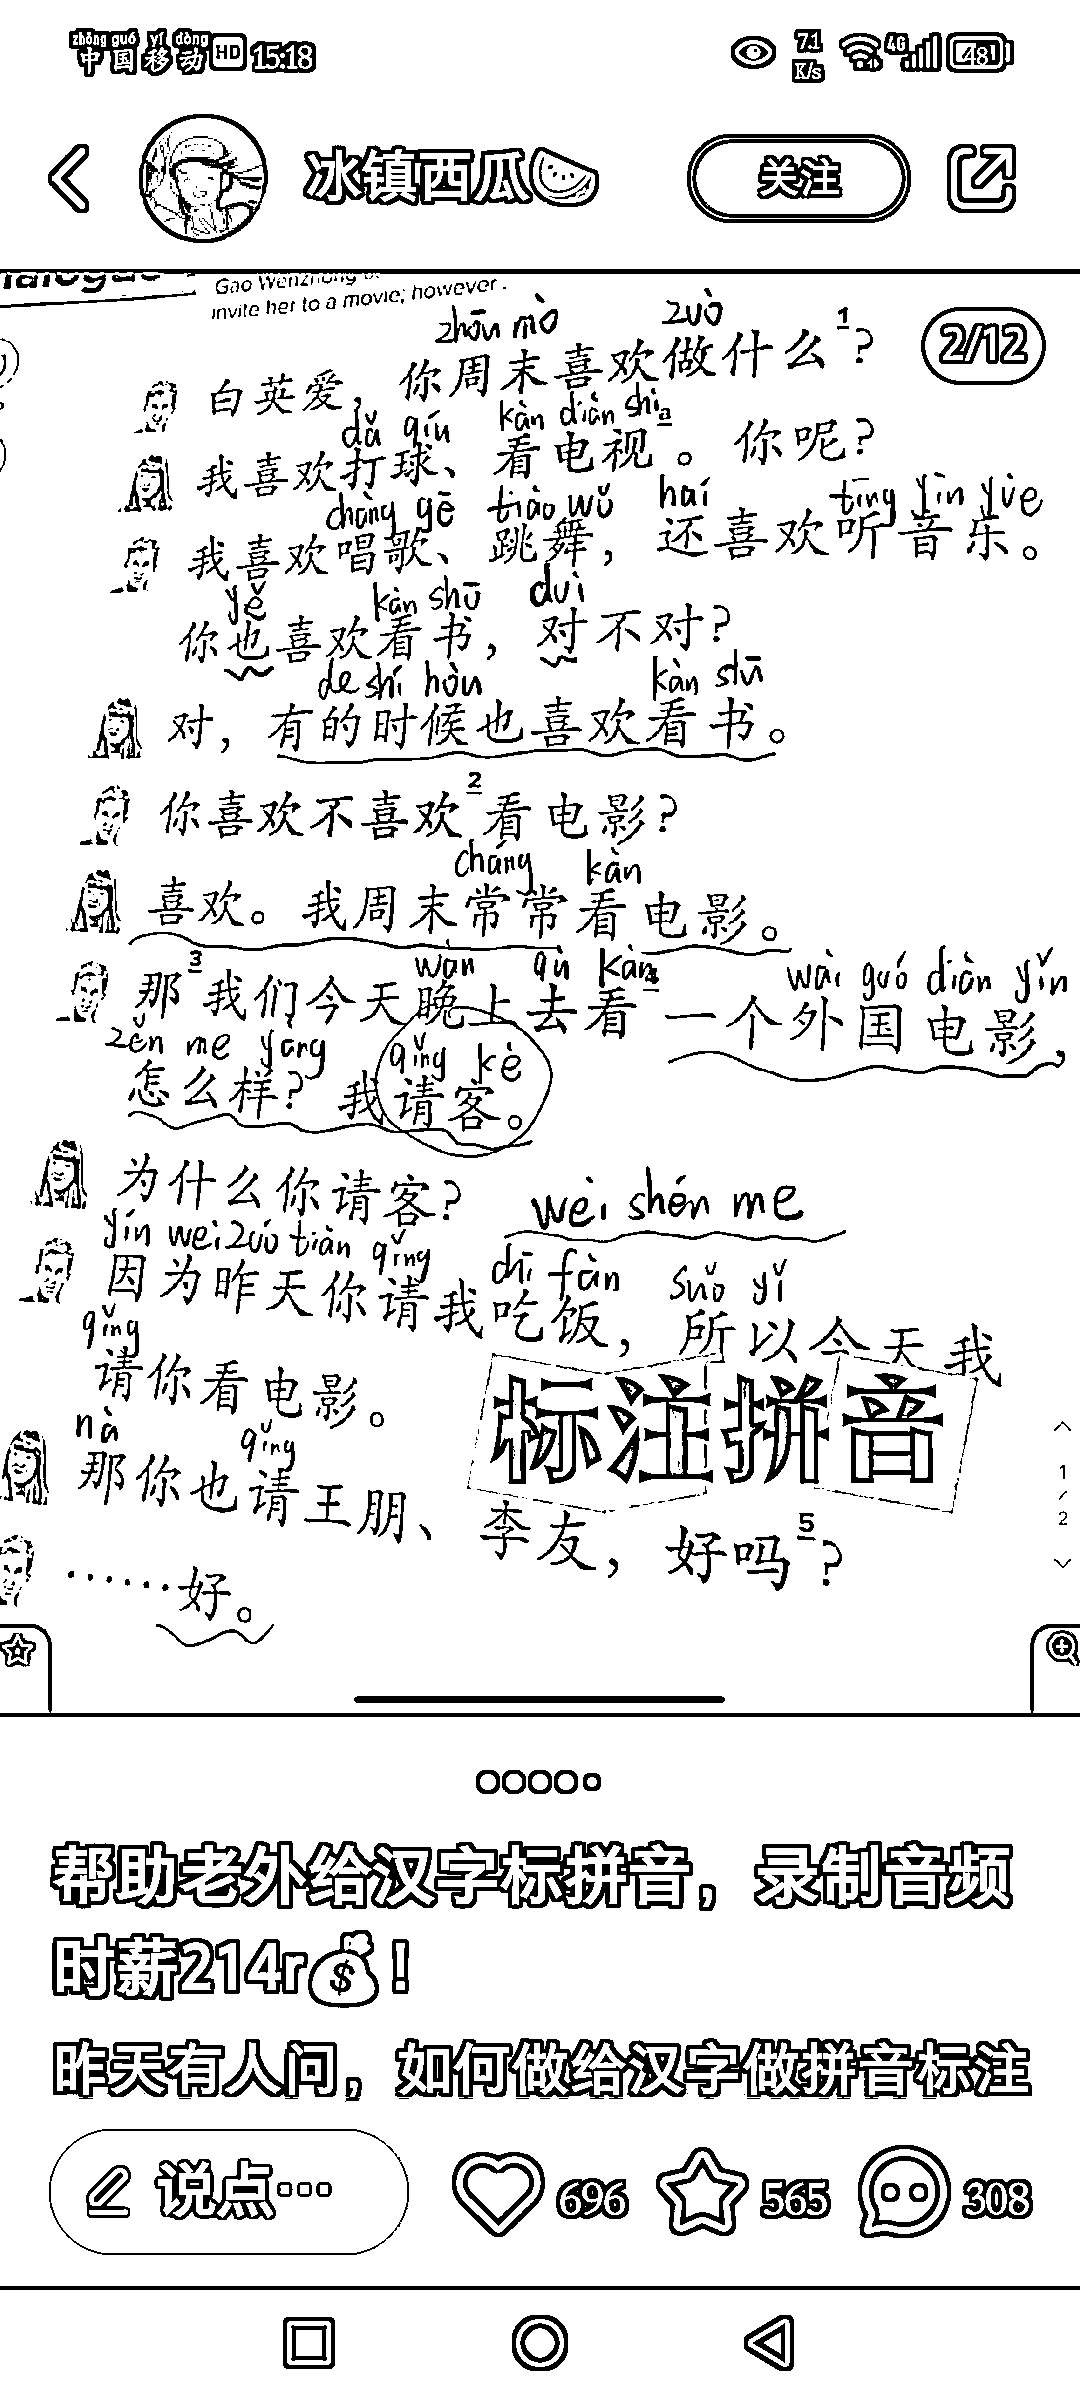 zhōng guó yí dòng
中国移动 HD 15:18 7.1 K/s 4G 48
冰镇西瓜🍉 关注
Gao Wenzhong
invite her to a movie; however
2/12
zhōu mò zuò
白英爱，你周末喜欢做什么1？
dǎ qiú kàn diàn shì
我喜欢打球、看电视。你呢？
chàng gē tiào wǔ hái tīng yīn yuè
我喜欢唱歌、跳舞，还喜欢听音乐。
yě kàn shū duì
你也喜欢看书，对不对？
de shí hòu kàn shū
对，有的时候也喜欢看书。
你喜欢不喜欢2看电影？
cháng kàn
喜欢。我周末常常看电影。
wǎn qù kàn wài guó diàn yǐn
那3我们今天晚上去看4一个外国电影，
zěn me yàng qǐng kè
怎么样？我请客。
为什么你请客？ wèi shén me
yīn wei zuó tiàn qǐng chī fàn suǒ yǐ
因为昨天你请我吃饭，所以今天我
qǐng
请你看电影。
标注拼音
nà qǐng
那你也请王朋、李友，好吗5？
······好。
1/2
帮助老外给汉字标拼音，录制音频
时薪214r💰！
昨天有人问，如何做给汉字做拼音标注
说点… 696 565 308